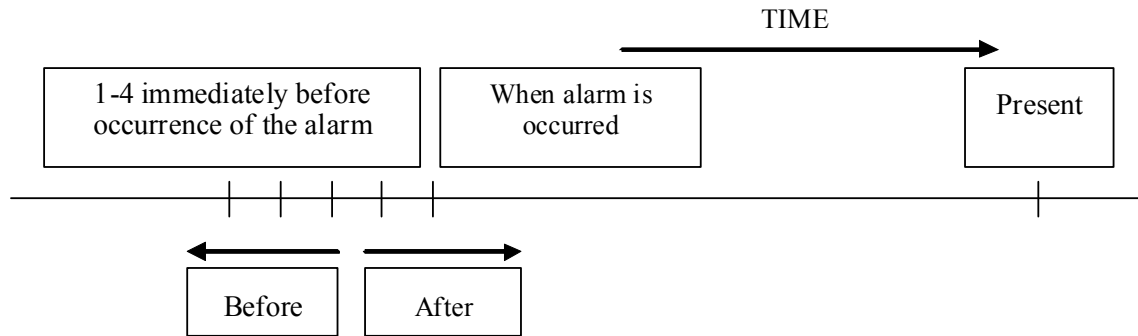 TIME
1-4 immediately before
occurrence of the alarm
When alarm is
occurred
Present
Before
After